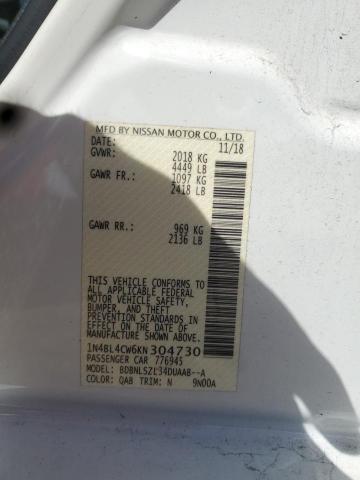 MFD BY NISSAN MOTOR CO., LTD.
DATE: 11/18
GVWR: 2018 KG
4449 LB
GAWR FR.: 1097 KG
2418 LB
GAWR RR.: 969 KG
2136 LB
THIS VEHICLE CONFORMS TO
ALL APPLICABLE FEDERAL
MOTOR VEHICLE SAFETY,
BUMPER, AND THEFT
PREVENTION STANDARDS IN
EFFECT ON THE DATE OF
MANUFACTURE SHOWN ABOVE.
1N4BL4CW6KN304730
PASSENGER CAR 776943
MODEL: BDBNLSZL34DUAAB--A
COLOR: QAB TRIM: N 9N00A